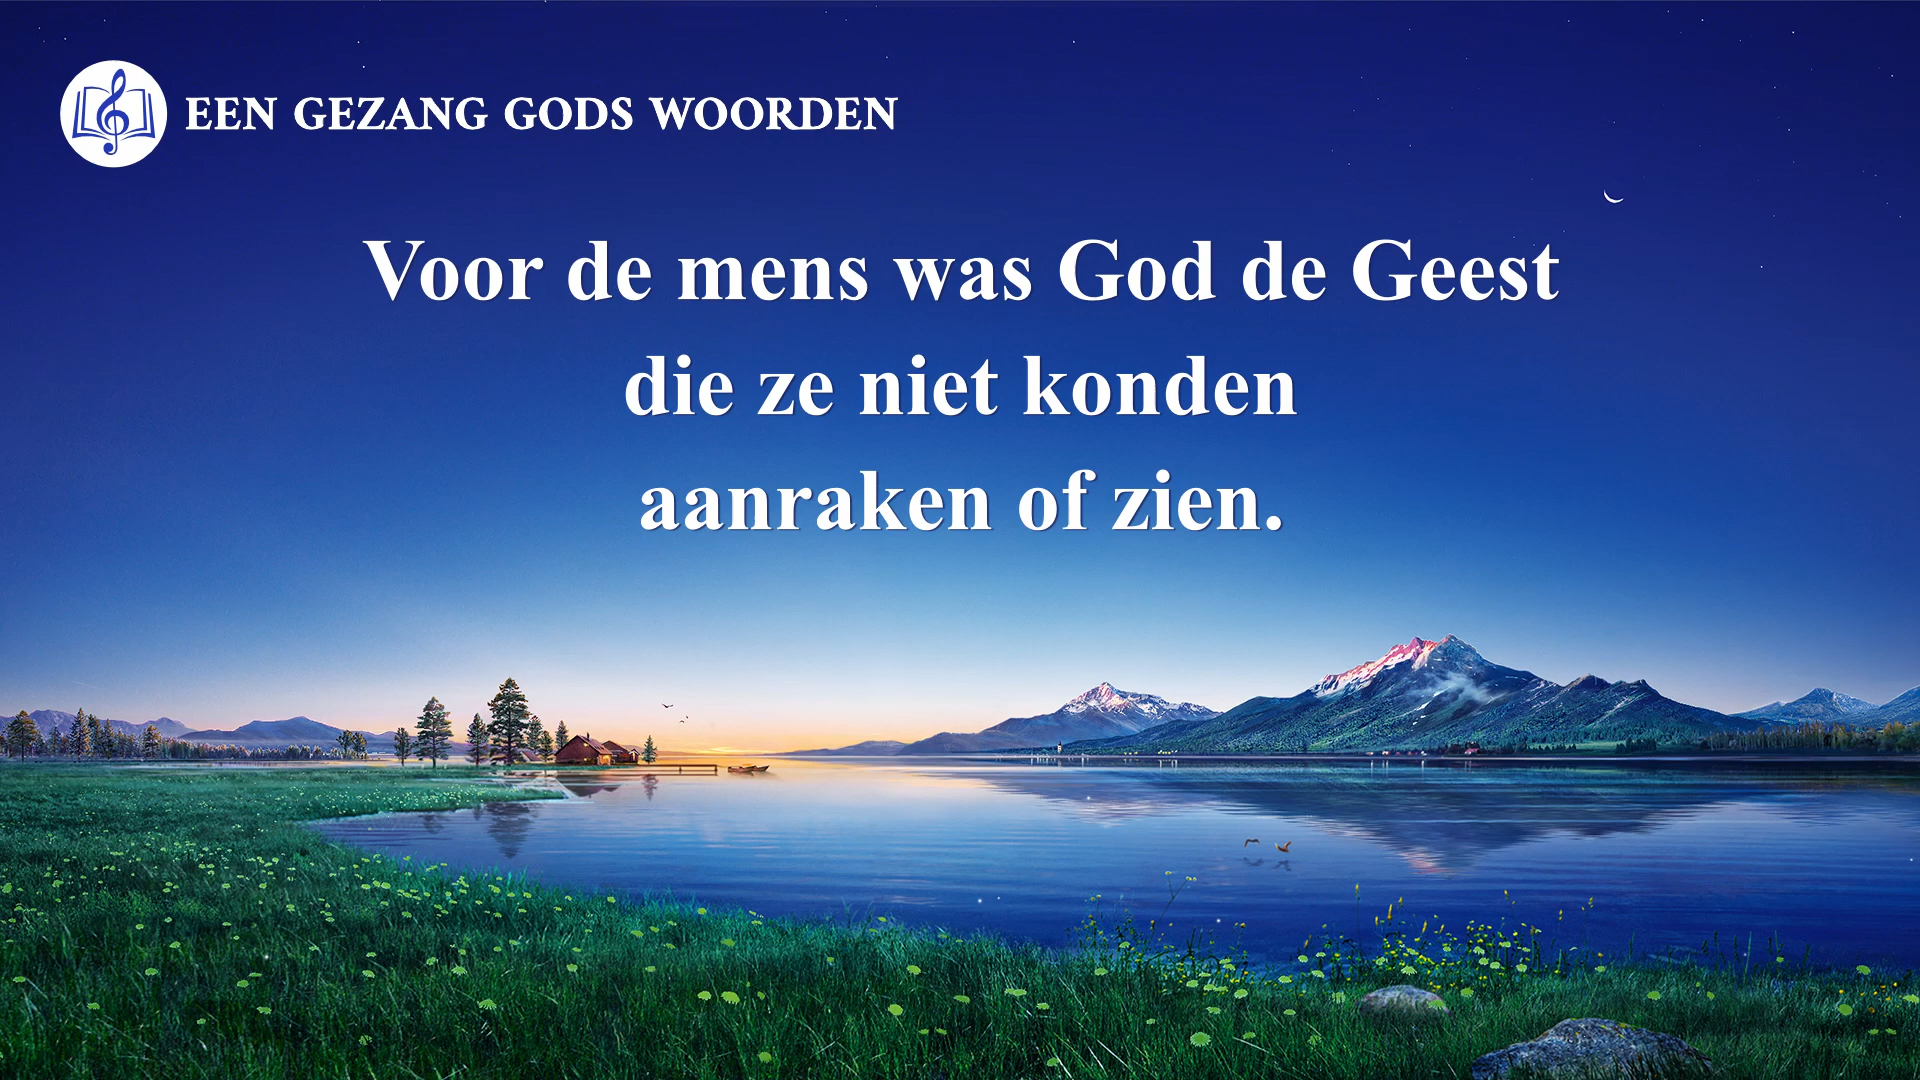 EEN GEZANG GODS WOORDEN
Voor de mens was God de Geest
die ze niet konden
aanraken of zien.